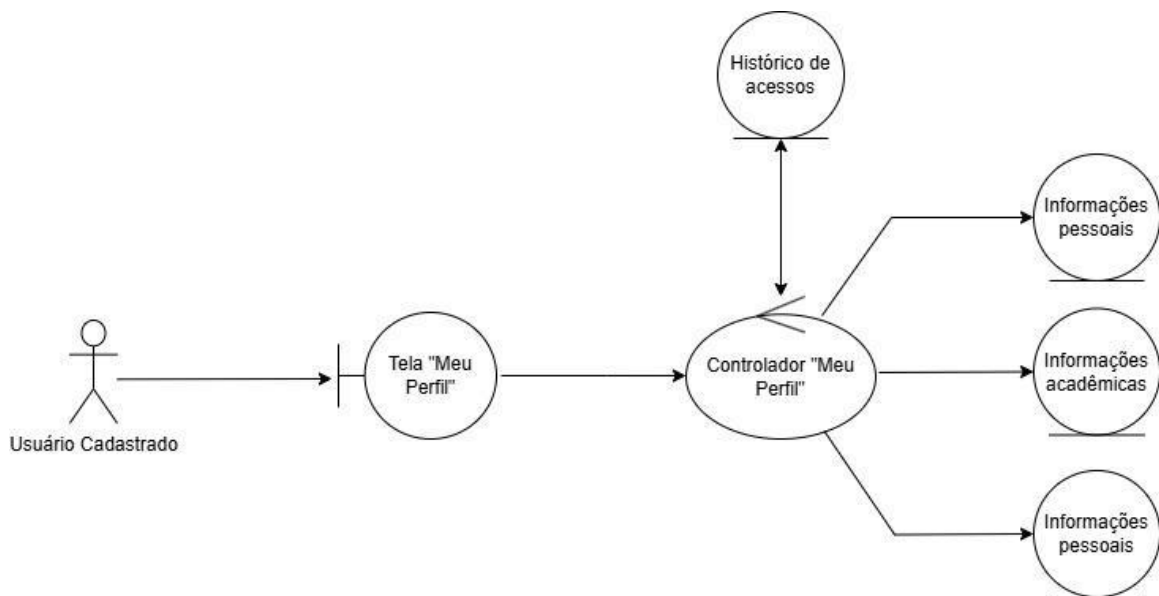 Histórico de
acessos
Informações
pessoais
Tela "Meu
Perfil"
Controlador "Meu
Perfil"
Informações
acadêmicas
Usuário Cadastrado
Informações
pessoais